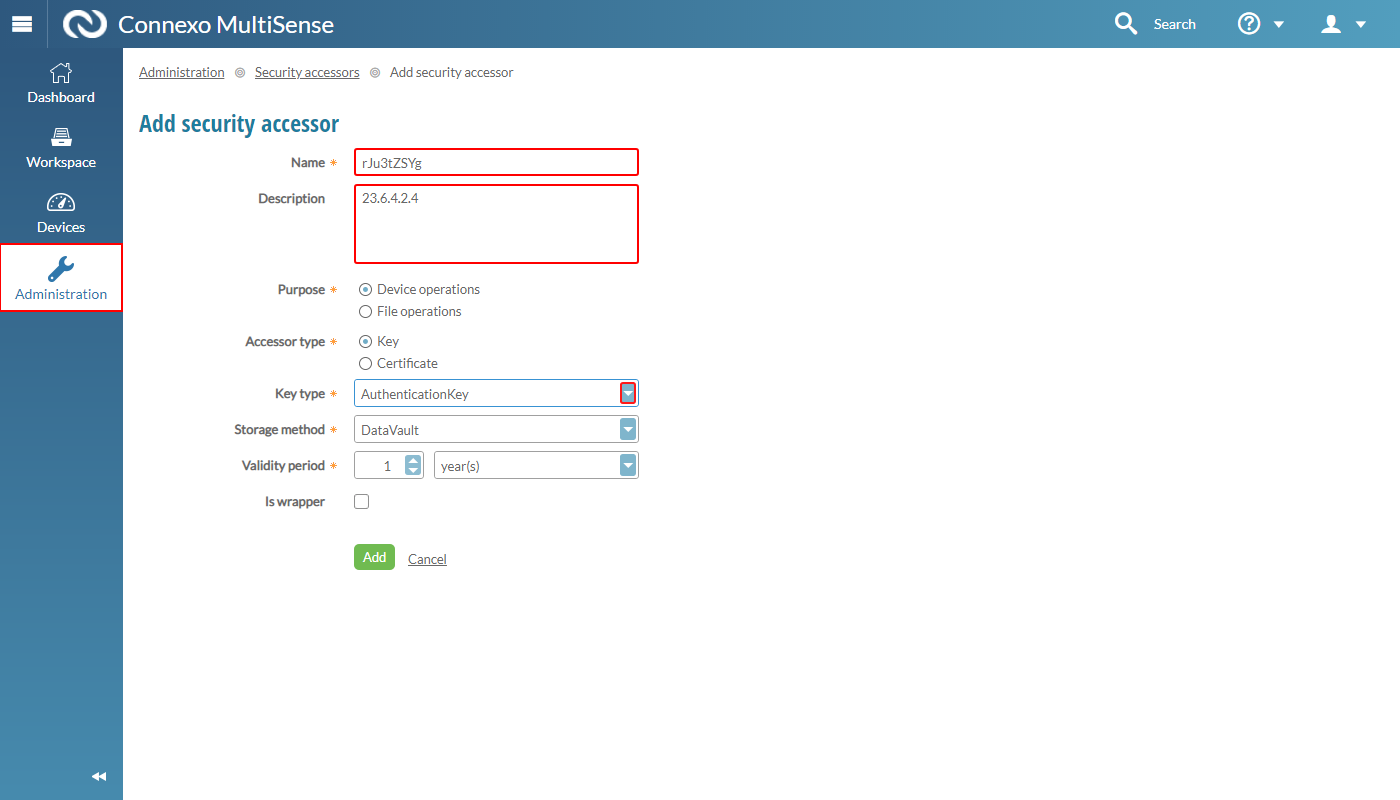 Connexo MultiSense
Search
Dashboard
Workspace
Devices
Administration
Administration Security accessors Add security accessor
Add security accessor
Name * rJu3tZSYg
Description 23.6.4.2.4
Purpose * Device operations
File operations
Accessor type * Key
Certificate
Key type * AuthenticationKey
Storage method * DataVault
Validity period * 1 year(s)
Is wrapper
Add Cancel